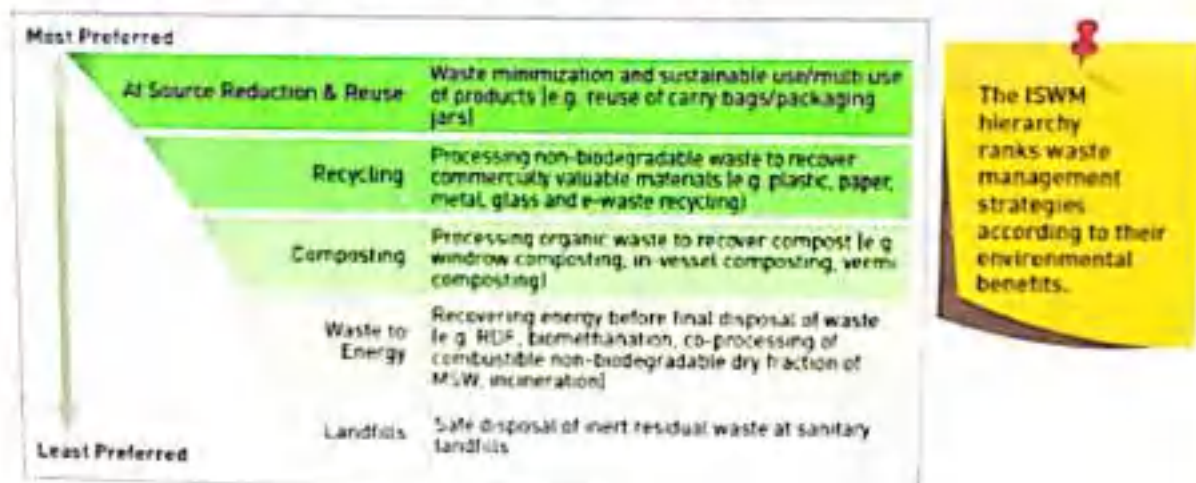 Most Preferred
At Source Reduction & Reuse
Waste minimization and sustainable use/multi use
of products (e.g. reuse of carry bags/packaging
jars)
Recycling
Processing non-biodegradable waste to recover
commercially valuable materials (e.g. plastic, paper,
metal, glass and e-waste recycling)
Composting
Processing organic waste to recover compost (e.g
windrow composting, in-vessel composting, vermi
composting)
Waste to
Energy
Recovering energy before final disposal of waste
(e.g. RDF, biomethanation, co-processing of
combustible non-biodegradable dry fraction of
MSW, incineration)
Landfills
Safe disposal of inert residual waste at sanitary
landfills
Least Preferred
The ISWM
hierarchy
ranks waste
management
strategies
according to their
environmental
benefits.